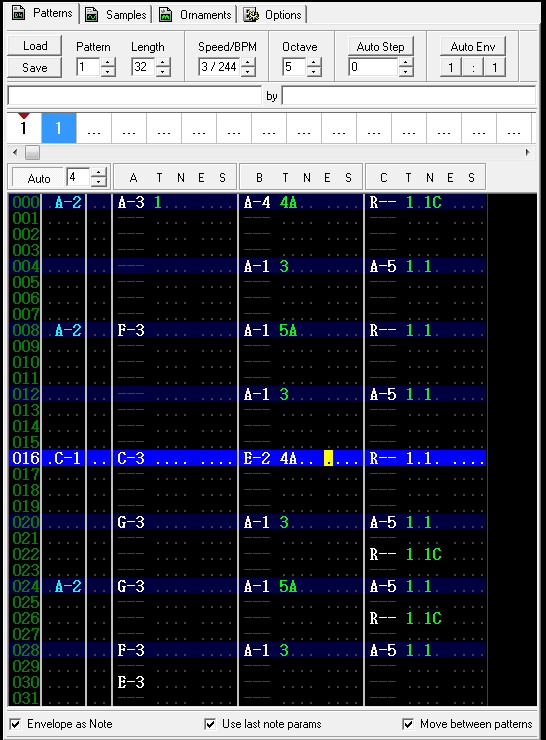 Patterns Samples Ornaments Options
Load Pattern Length Speed/BPM Octave Auto Step Auto Env
Save 1 32 3 / 244 5 0 1 : 1
by
1 1 ... ... ... ... ... ... ... ... ... ... ... ...
Auto 4 A T N E S B T N E S C T N E S
000 A-2 A-3 1 A-4 4A R-- 1.1C
001
002
003
004 --- A-1 3 A-5 1.1
005
006
007
008 A-2 F-3 A-1 5A R-- 1.1
009
010
011
012 --- A-1 3 A-5 1.1
013
014
015
016 .C-1 .. C-3 .... .... E-2 4A.. .... R-- 1.1. ....
017
018
019
020 G-3 A-1 3 A-5 1.1
021
022 R-- 1.1C
023
024 A-2 G-3 A-1 5A A-5 1.1
025
026 R-- 1.1C
027
028 F-3 A-1 3 A-5 1.1
029
030 E-3
031
Envelope as Note Use last note params Move between patterns